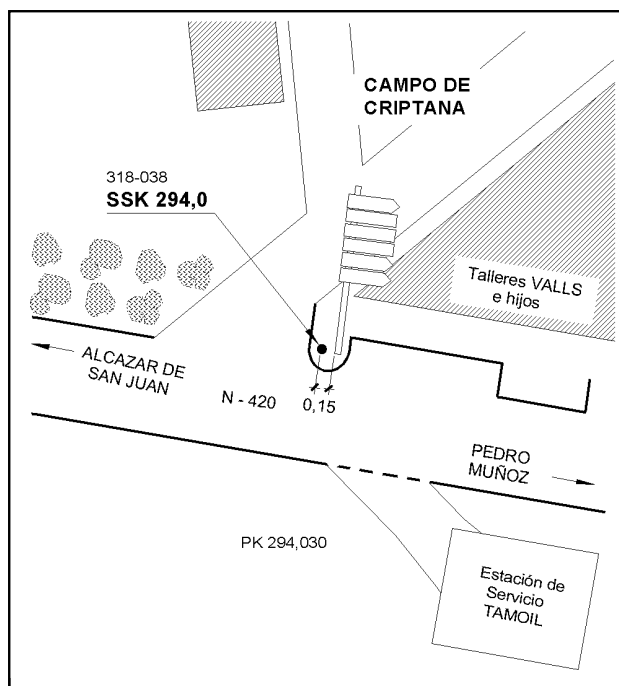 CAMPO DE
CRIPTANA
318-038
SSK 294,0
Talleres VALLS
e hijos
ALCAZAR DE
SAN JUAN
N - 420
0,15
PEDRO
MUÑOZ
PK 294,030
Estación de
Servicio
TAMOIL